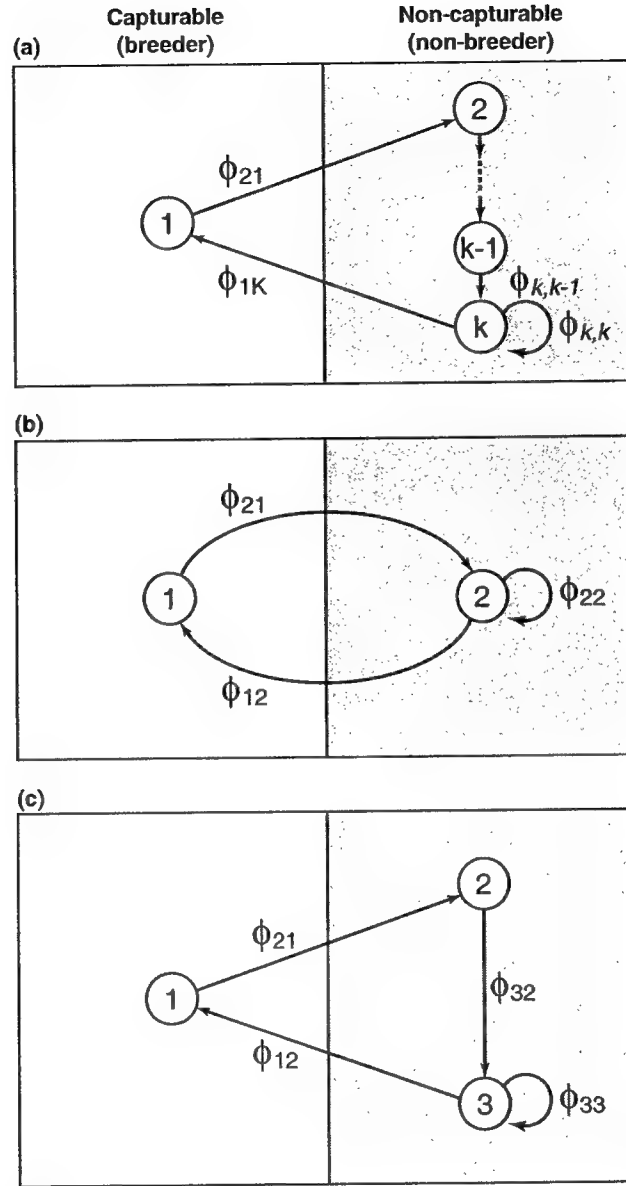 Capturable
(breeder)
Non-capturable
(non-breeder)
(a)
2
ϕ21
1
k-1
ϕ1K
ϕk,k-1
k
ϕk,k
(b)
ϕ21
1
2
ϕ22
ϕ12
(c)
2
ϕ21
1
ϕ32
ϕ12
3
ϕ33